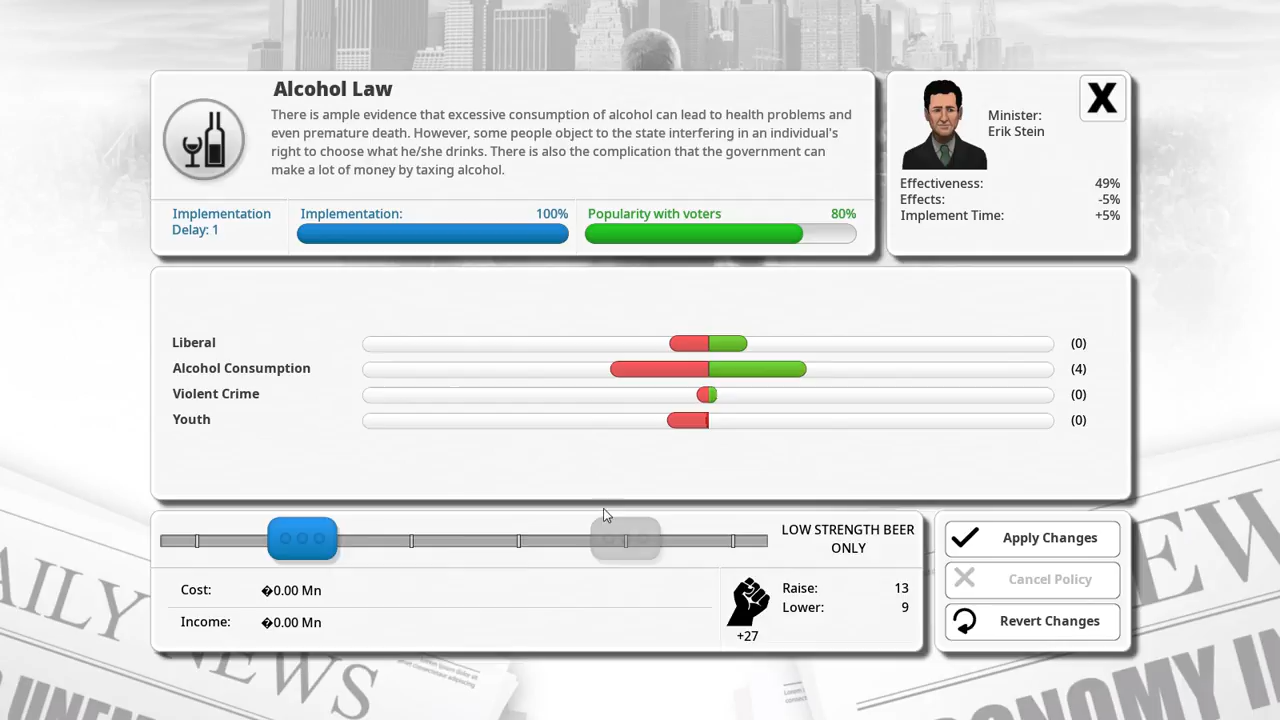 Alcohol Law
There is ample evidence that excessive consumption of alcohol can lead to health problems and
even premature death. However, some people object to the state interfering in an individual's
right to choose what he/she drinks. There is also the complication that the government can
make a lot of money by taxing alcohol.
Implementation
Delay: 1
Implementation: 100%
Popularity with voters 80%
X
Minister:
Erik Stein
Effectiveness: 49%
Effects: -5%
Implement Time: +5%
Liberal (0)
Alcohol Consumption (4)
Violent Crime (0)
Youth (0)
LOW STRENGTH BEER
ONLY
Cost: �0.00 Mn
Income: �0.00 Mn
Raise: 13
Lower: 9
+27
Apply Changes
Cancel Policy
Revert Changes
AILY NEWS
NEW
ONOMY IN